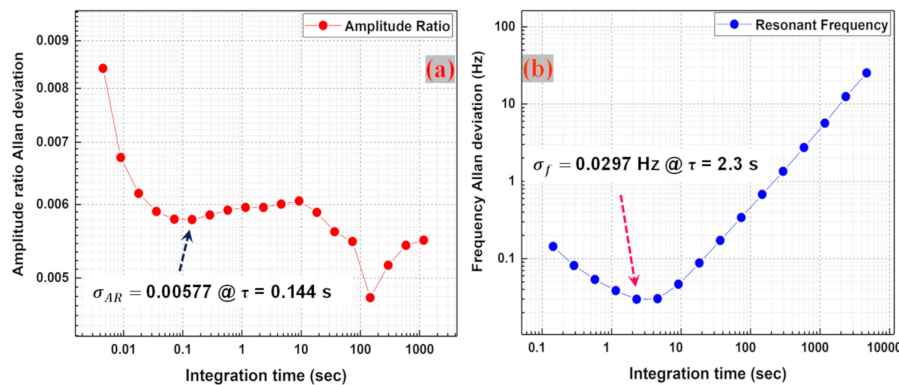 Amplitude Ratio
(a)
0.009
0.008
0.007
0.006
0.005
Amplitude ratio Allan deviation
σAR = 0.00577 @ τ = 0.144 s
0.01 0.1 1 10 100 1000
Integration time (sec)
Resonant Frequency
(b)
100
10
1
0.1
Frequency Allan deviation (Hz)
σf = 0.0297 Hz @ τ = 2.3 s
0.1 1 10 100 1000 10000
Integration time (sec)